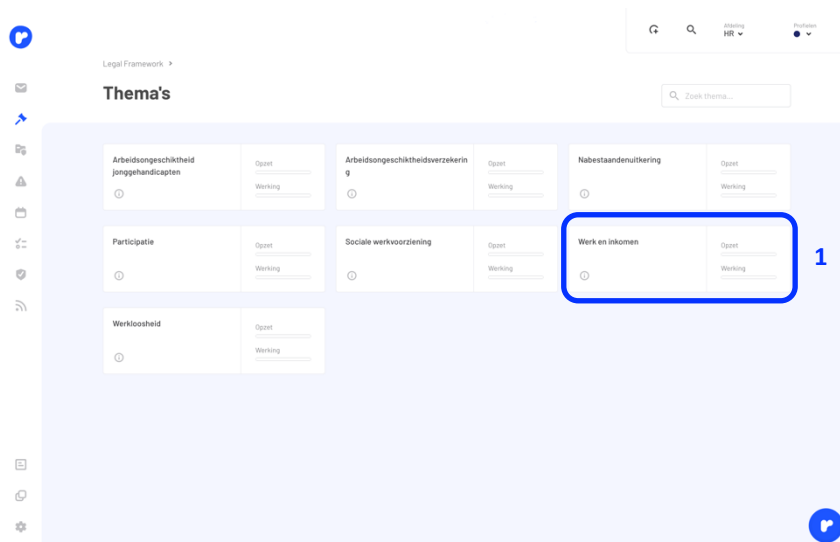 Afdeling
HR
Profielen
Legal Framework >
Thema's
Zoek thema...
Arbeidsongeschiktheid
jonggehandicapten
Opzet
Werking
Arbeidsongeschiktheidsverzekerin
g
Opzet
Werking
Nabestaandenuitkering
Opzet
Werking
Participatie
Opzet
Werking
Sociale werkvoorziening
Opzet
Werking
Werk en inkomen
Opzet
Werking
1
Werkloosheid
Opzet
Werking